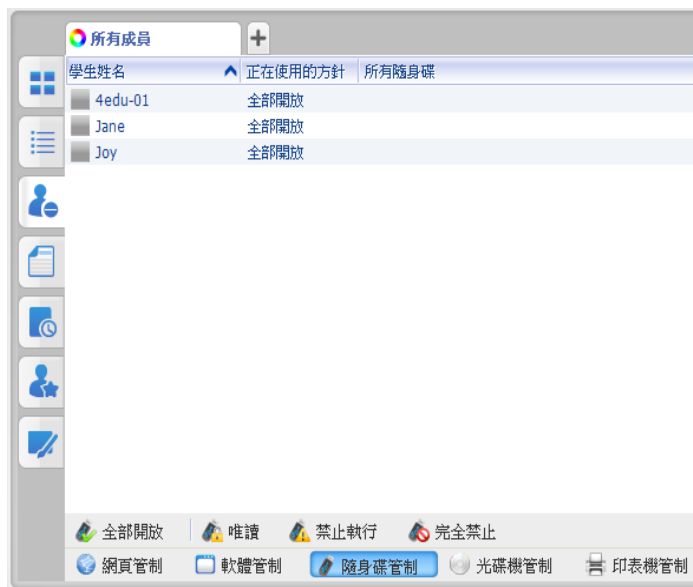 所有成員
學生姓名 正在使用的方針 所有隨身碟
4edu-01 全部開放
Jane 全部開放
Joy 全部開放
全部開放 唯讀 禁止執行 完全禁止
網頁管制 軟體管制 隨身碟管制 光碟機管制 印表機管制